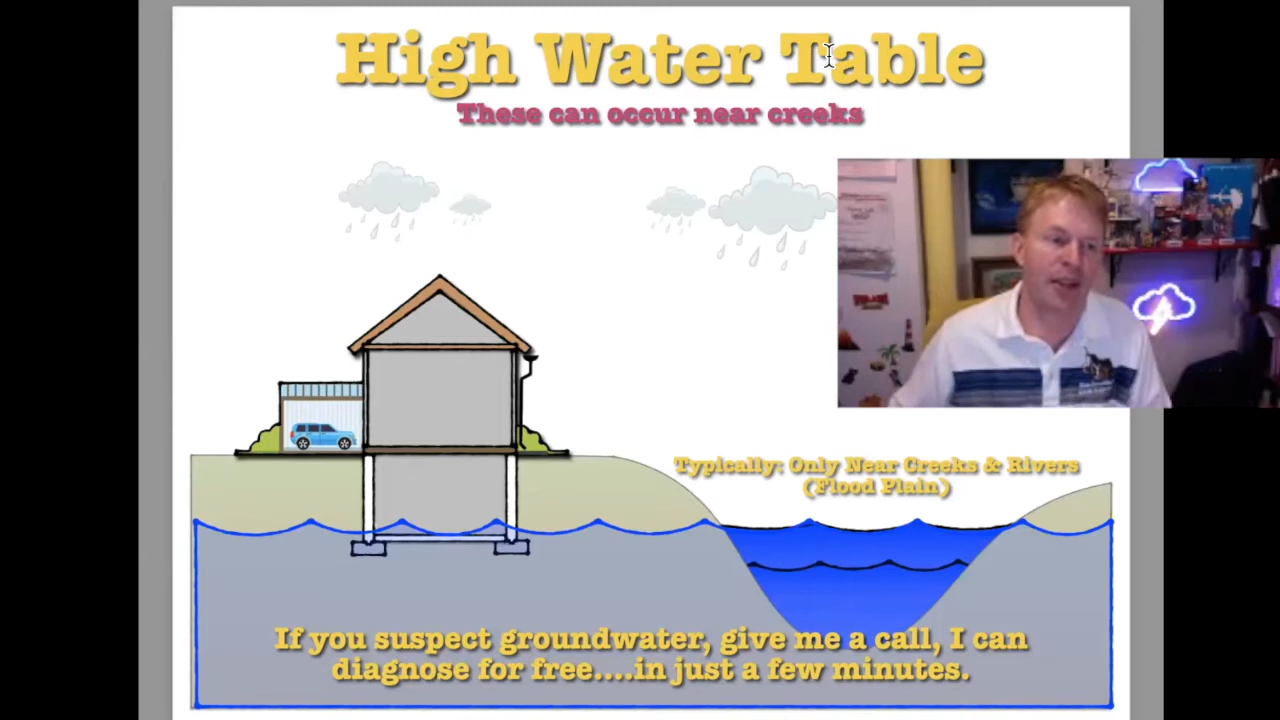 High Water Table
These can occur near creeks
Typically: Only Near Creeks & Rivers
(Flood Plain)
If you suspect groundwater, give me a call, I can
diagnose for free....in just a few minutes.